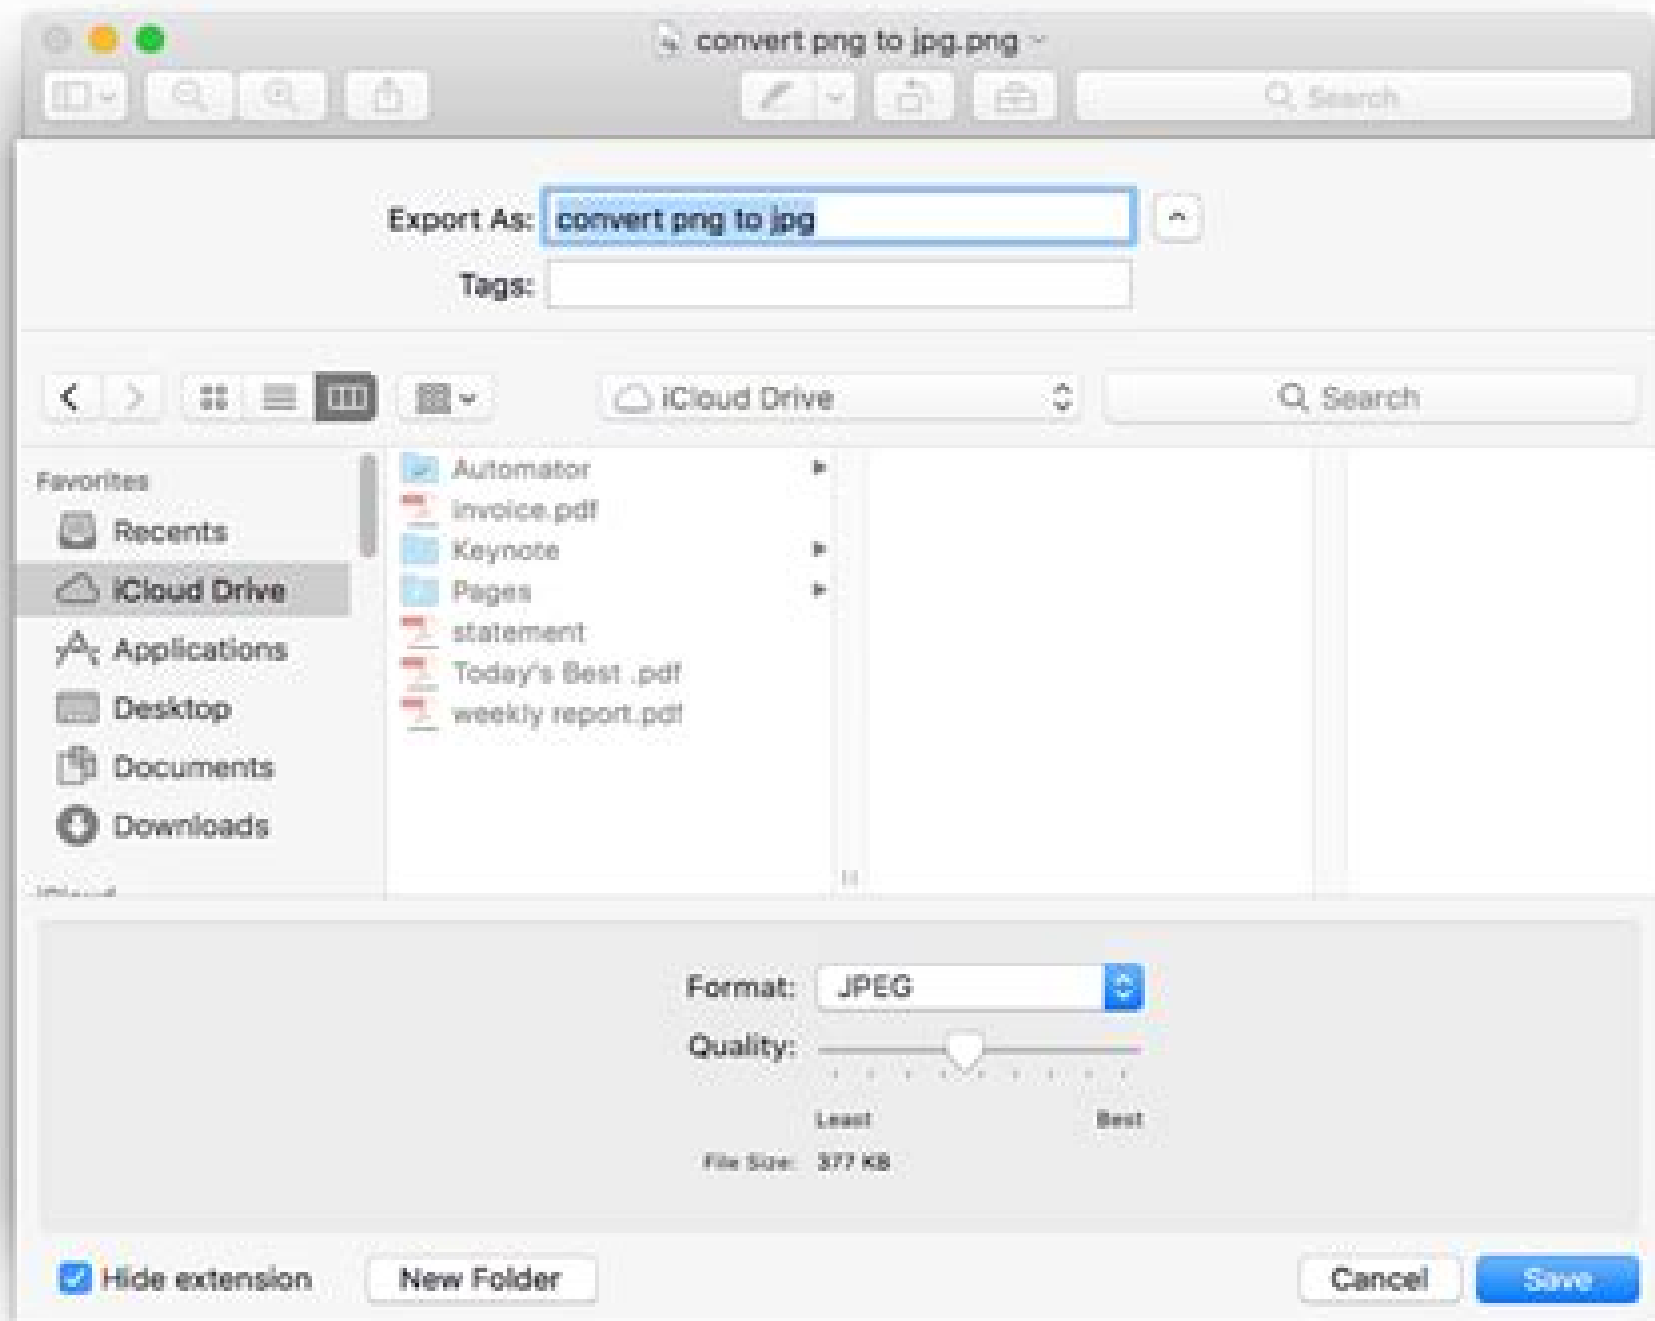 convert png to jpg.png
Search
Export As: convert png to jpg
Tags:
iCloud Drive
Search
Favorites
Recents
iCloud Drive
Applications
Desktop
Documents
Downloads
Automator
invoice.pdf
Keynote
Pages
statement
Today's Best .pdf
weekly report.pdf
Format: JPEG
Quality:
Least Best
File Size: 377 KB
Hide extension New Folder Cancel Save